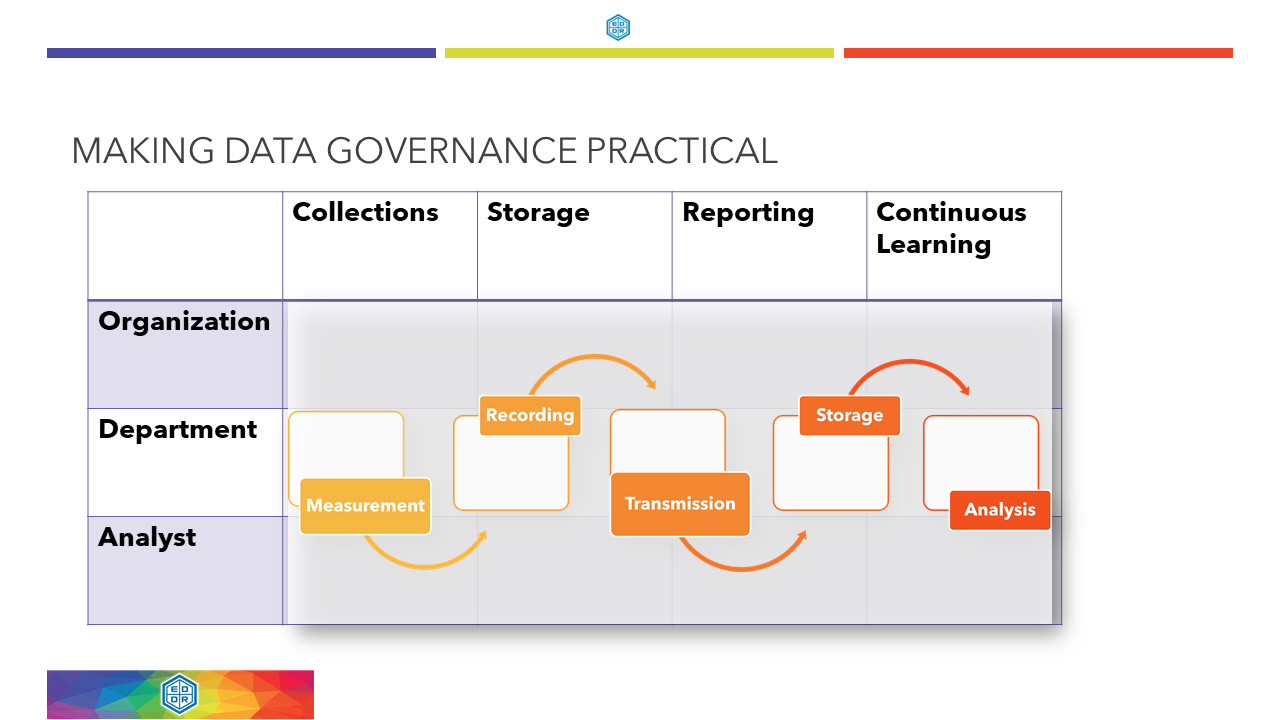 E D
D R
MAKING DATA GOVERNANCE PRACTICAL
Collections
Storage
Reporting
Continuous
Learning
Organization
Recording
Storage
Department
Measurement
Transmission
Analysis
Analyst
E D
D R